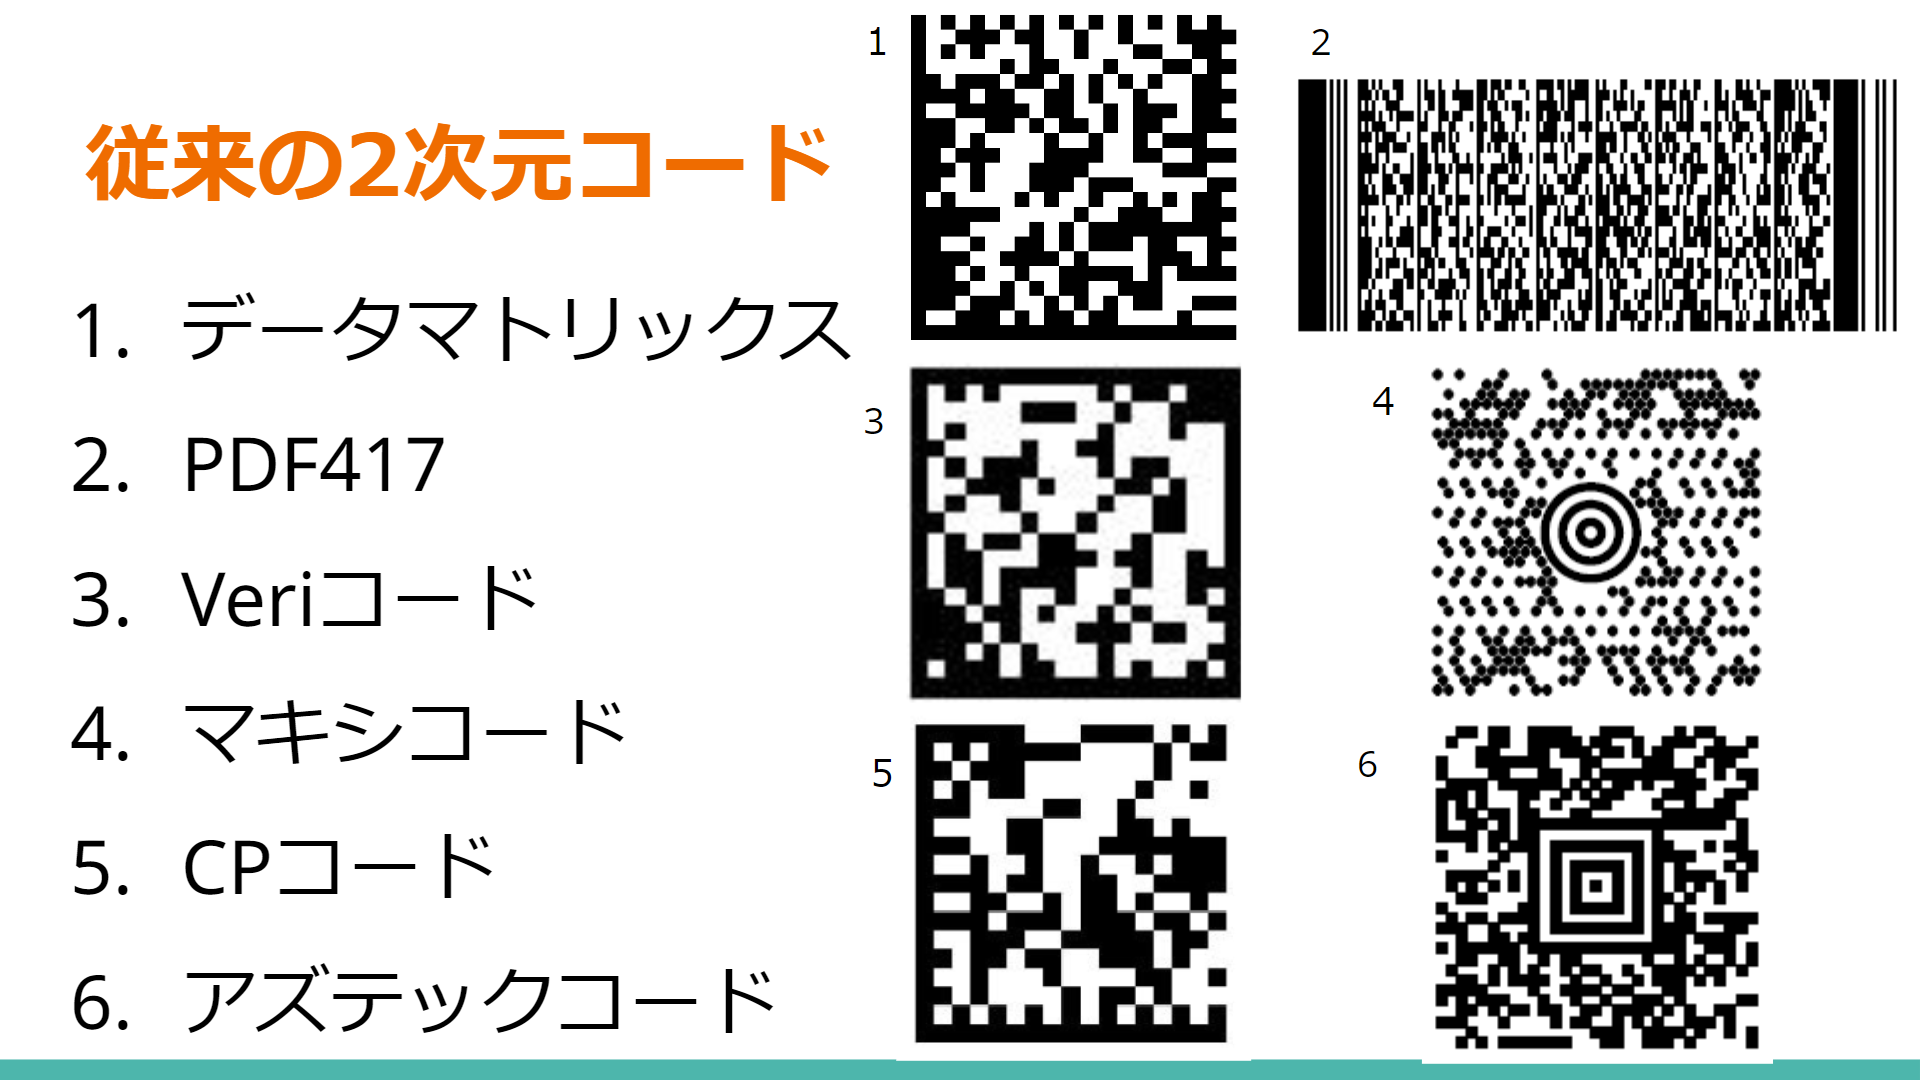 従来の2次元コード
1. データマトリックス
2. PDF417
3. Veriコード
4. マキシコード
5. CPコード
6. アズテックコード
1
2
3
4
5
6